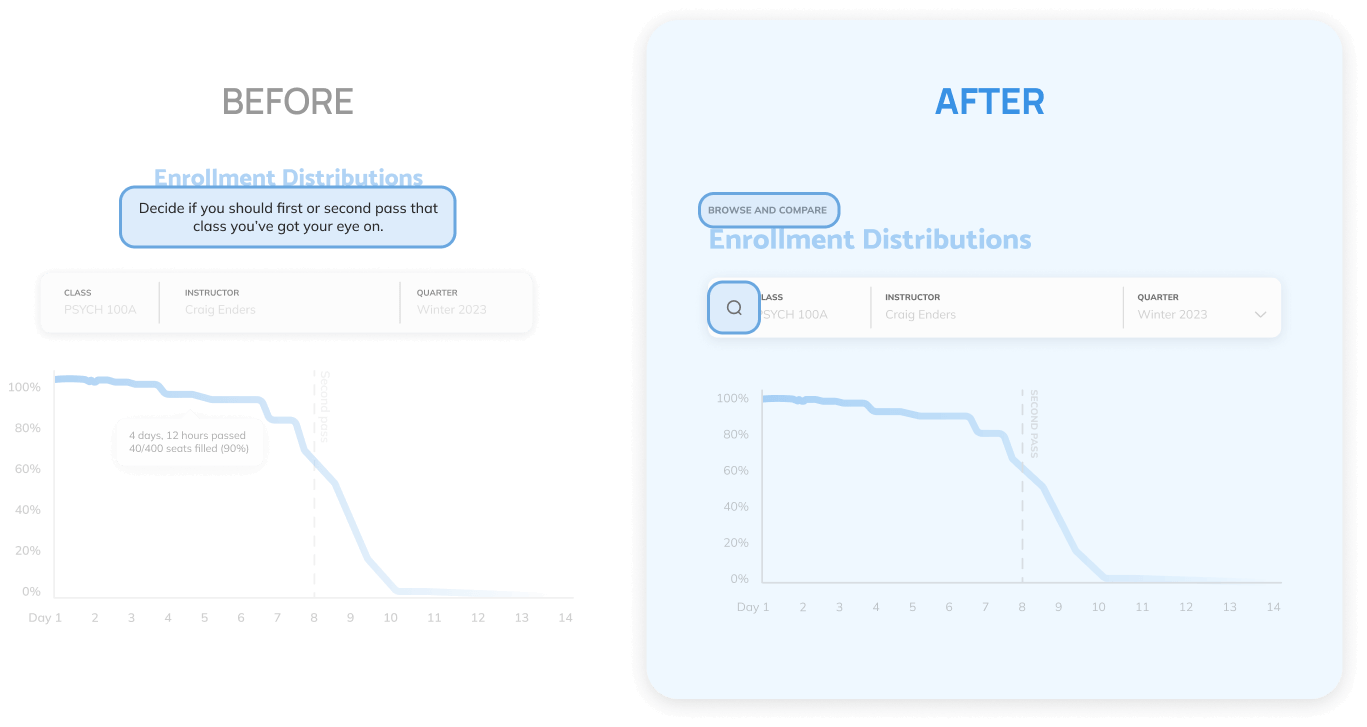 BEFORE
Enrollment Distributions
Decide if you should first or second pass that
class you've got your eye on.
CLASS
PSYCH 100A
INSTRUCTOR
Craig Enders
QUARTER
Winter 2023
100%
80%
60%
40%
20%
0%
Second pass
4 days, 12 hours passed
40/400 seats filled (90%)
Day 1 2 3 4 5 6 7 8 9 10 11 12 13 14
AFTER
BROWSE AND COMPARE
Enrollment Distributions
LASS
SYCH 100A
INSTRUCTOR
Craig Enders
QUARTER
Winter 2023
100%
80%
60%
40%
20%
0%
SECOND PASS
Day 1 2 3 4 5 6 7 8 9 10 11 12 13 14